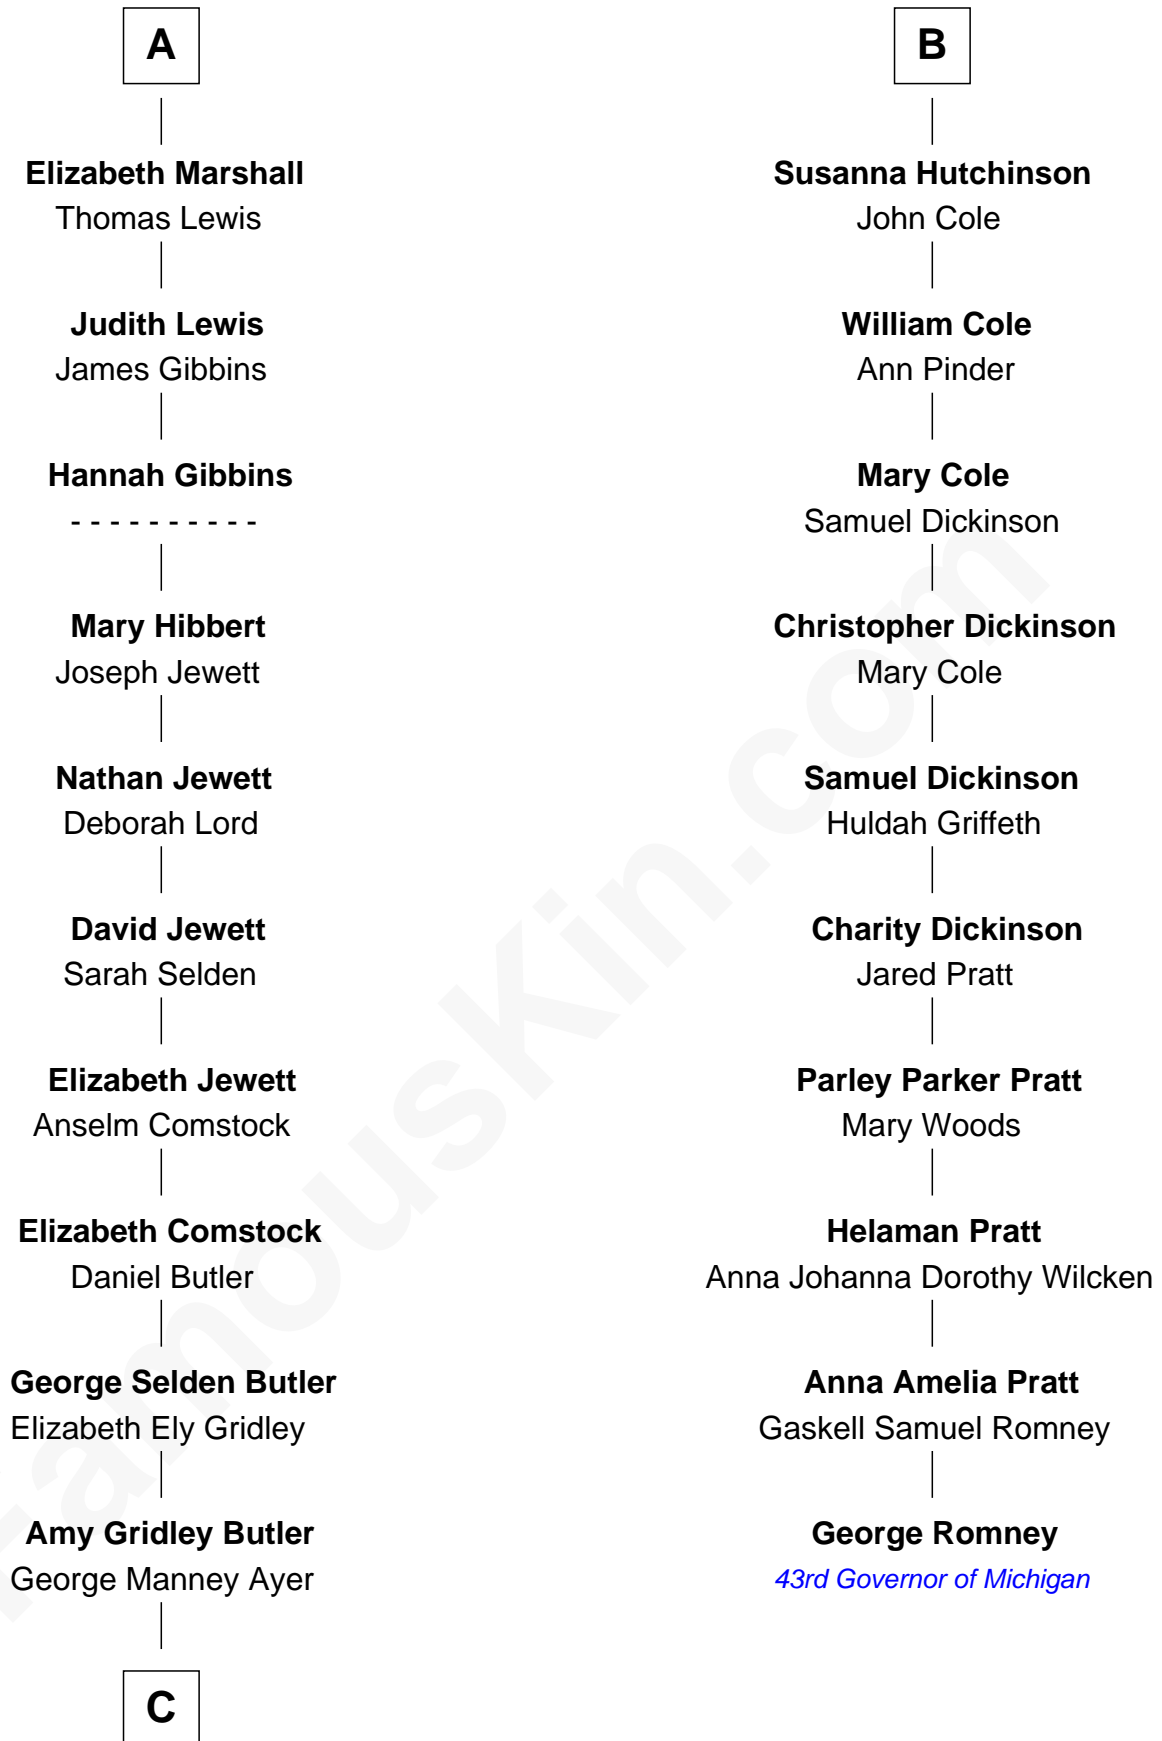 A
Elizabeth Marshall
Thomas Lewis
Judith Lewis
James Gibbins
Hannah Gibbins
- - - - - - - - - -
Mary Hibbert
Joseph Jewett
Nathan Jewett
Deborah Lord
David Jewett
Sarah Selden
Elizabeth Jewett
Anselm Comstock
Elizabeth Comstock
Daniel Butler
George Selden Butler
Elizabeth Ely Gridley
Amy Gridley Butler
George Manney Ayer
C
B
Susanna Hutchinson
John Cole
William Cole
Ann Pinder
Mary Cole
Samuel Dickinson
Christopher Dickinson
Mary Cole
Samuel Dickinson
Huldah Griffeth
Charity Dickinson
Jared Pratt
Parley Parker Pratt
Mary Woods
Helaman Pratt
Anna Johanna Dorothy Wilcken
Anna Amelia Pratt
Gaskell Samuel Romney
George Romney
43rd Governor of Michigan
FamousKin.com